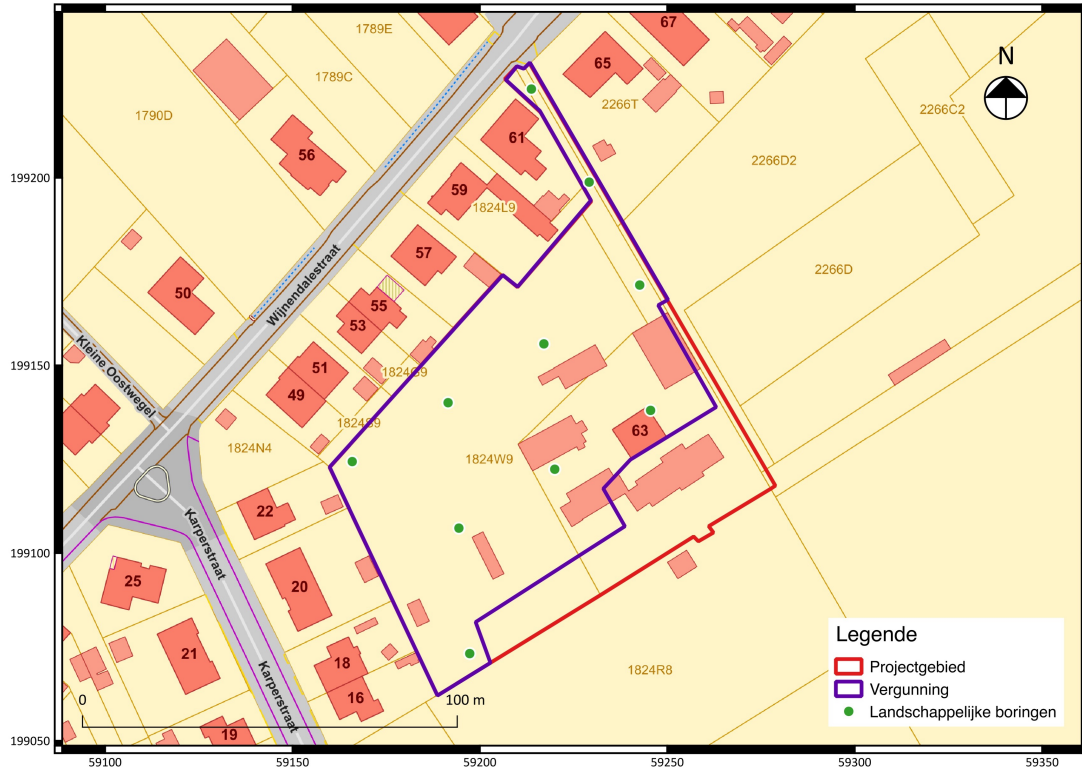 67
1789E
N
65
1789C
2266T
2266C2
1790D
61
56
2266D2
199200
59
1824L9
57
2266D
50
55
Wijnendalestraat
53
Kleine Oostwegel
199150
51
1824G9
49
1824S9
63
1824N4
1824W9
22
Karperstraat
199100
25
20
21
18
16
1824R8
Karperstraat
19
0 100 m
Legende
Projectgebied
Vergunning
Landschappelijke boringen
199050
59100 59150 59200 59250 59300 59350